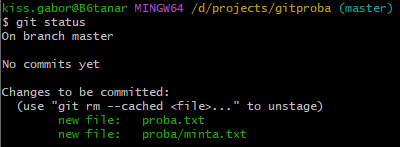 kiss.gabor@B6tanar MINGW64 /d/projects/gitproba (master)
$ git status
On branch master
No commits yet
Changes to be committed:
(use "git rm --cached <file>..." to unstage)
new file: proba.txt
new file: proba/minta.txt